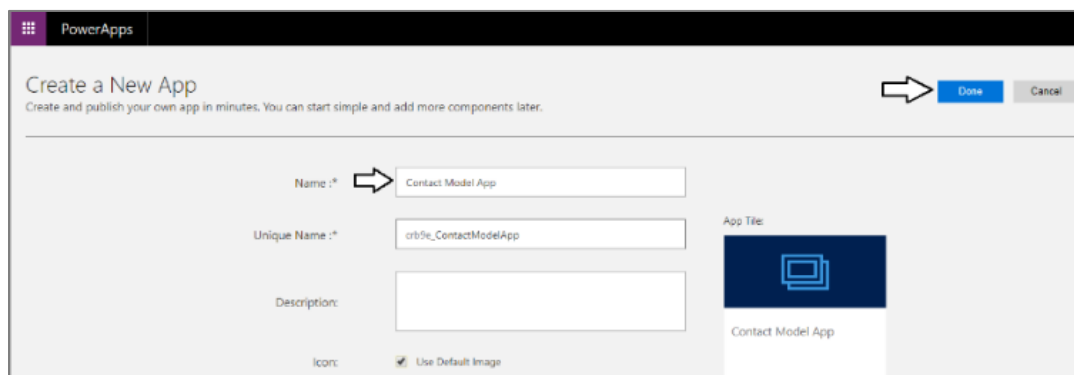 PowerApps
Create a New App
Create and publish your own app in minutes. You can start simple and add more components later.
Done
Cancel
Name :*
Contact Model App
Unique Name :*
crb9e_ContactModelApp
App Tile:
Description:
Contact Model App
Icon:
Use Default Image